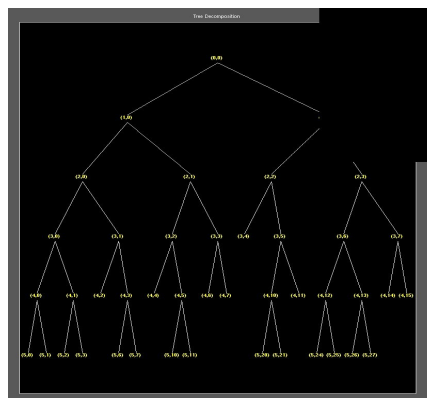 Tree Decomposition
(0,0)
(1,0)
(2,0) (2,1) (2,2) (2,3)
(3,0) (3,1) (3,2) (3,3) (3,4) (3,5) (3,6) (3,7)
(4,0) (4,1) (4,2) (4,3) (4,4) (4,5) (4,6) (4,7) (4,10) (4,11) (4,12) (4,13) (4,14) (4,15)
(5,0) (5,1) (5,2) (5,3) (5,6) (5,7) (5,10) (5,11) (5,20) (5,21) (5,24) (5,25) (5,26) (5,27)